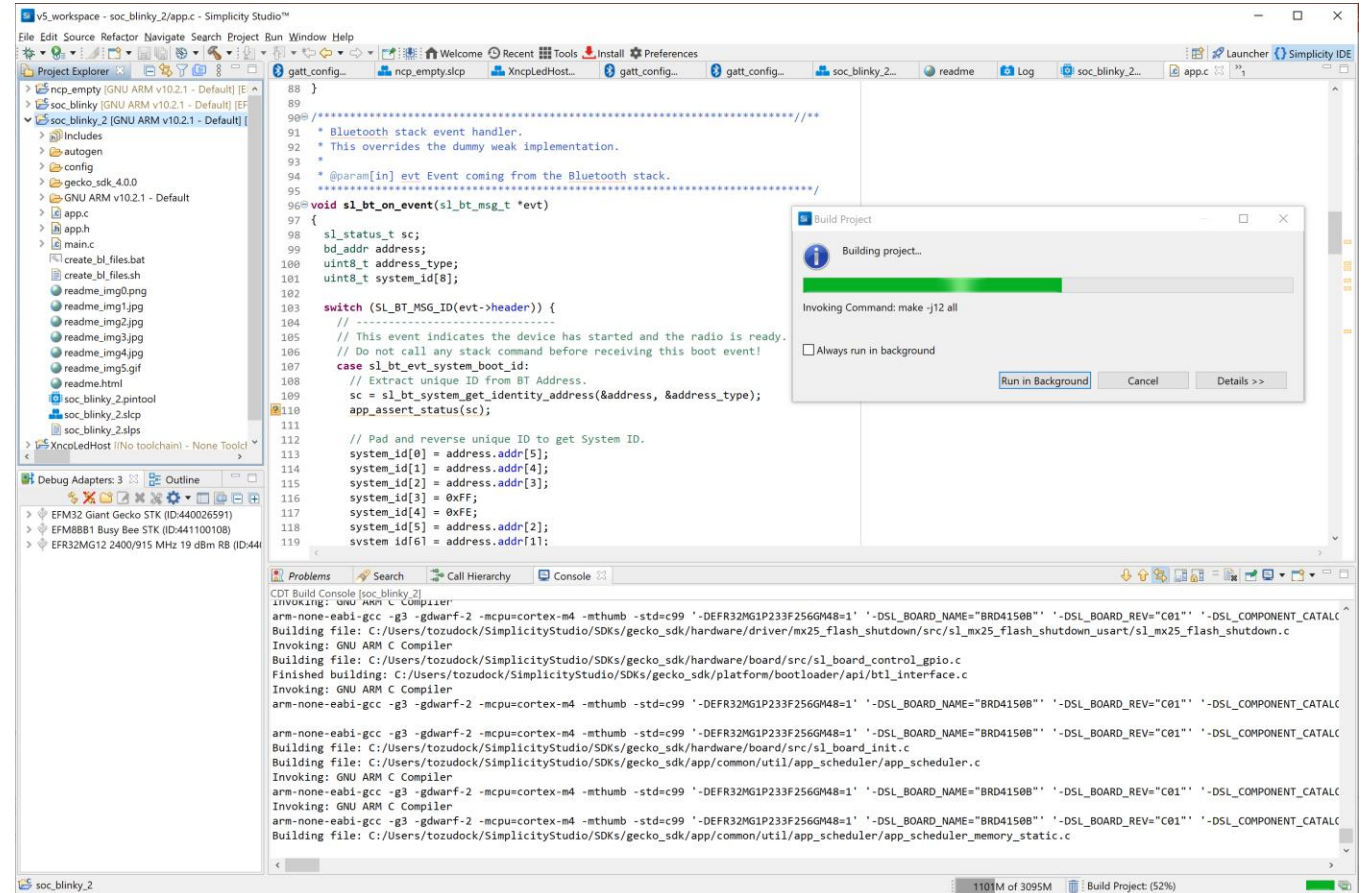 v5_workspace - soc_blinky_2/app.c - Simplicity Studio™
File Edit Source Refactor Navigate Search Project Run Window Help
Welcome Recent Tools Install Preferences
Launcher Simplicity IDE
Project Explorer
gatt_config... ncp_empty.slcp XncpLedHost... gatt_config... gatt_config... soc_blinky_2... readme Log soc_blinky_2... app.c "1
ncp_empty [GNU ARM v10.2.1 - Default] [E
soc_blinky [GNU ARM v10.2.1 - Default] [EF
soc_blinky_2 [GNU ARM v10.2.1 - Default] [
Includes
autogen
config
gecko_sdk_4.0.0
GNU ARM v10.2.1 - Default
app.c
app.h
main.c
create_bl_files.bat
create_bl_files.sh
readme_img0.png
readme_img1.jpg
readme_img2.jpg
readme_img3.jpg
readme_img4.jpg
readme_img5.gif
readme.html
soc_blinky_2.pintool
soc_blinky_2.slcp
soc_blinky_2.slps
XncpLedHost [(No toolchain) - None Toolch
88 }
89
90 /****************************************************************************//**
91 * Bluetooth stack event handler.
92 * This overrides the dummy weak implementation.
93 *
94 * @param[in] evt Event coming from the Bluetooth stack.
95 *****************************************************************************/
96 void sl_bt_on_event(sl_bt_msg_t *evt)
97 {
98 sl_status_t sc;
99 bd_addr address;
100 uint8_t address_type;
101 uint8_t system_id[8];
102
103 switch (SL_BT_MSG_ID(evt->header)) {
104 // -------------------------------
105 // This event indicates the device has started and the radio is ready.
106 // Do not call any stack command before receiving this boot event!
107 case sl_bt_evt_system_boot_id:
108 // Extract unique ID from BT Address.
109 sc = sl_bt_system_get_identity_address(&address, &address_type);
110 app_assert_status(sc);
111
112 // Pad and reverse unique ID to get System ID.
113 system_id[0] = address.addr[5];
114 system_id[1] = address.addr[4];
115 system_id[2] = address.addr[3];
116 system_id[3] = 0xFF;
117 system_id[4] = 0xFE;
118 system_id[5] = address.addr[2];
119 system_id[6] = address.addr[1];
Build Project
Building project...
Invoking Command: make -j12 all
Always run in background
Run in Background Cancel Details >>
Debug Adapters: 3 Outline
EFM32 Giant Gecko STK (ID:440026591)
EFM8BB1 Busy Bee STK (ID:441100108)
EFR32MG12 2400/915 MHz 19 dBm RB (ID:440
Problems Search Call Hierarchy Console
CDT Build Console [soc_blinky_2]
Invoking: GNU ARM C Compiler
arm-none-eabi-gcc -g3 -gdwarf-2 -mcpu=cortex-m4 -mthumb -std=c99 '-DEFR32MG1P233F256GM48=1' '-DSL_BOARD_NAME="BRD4150B"' '-DSL_BOARD_REV="C01"' '-DSL_COMPONENT_CATALO
Building file: C:/Users/tozudock/SimplicityStudio/SDKs/gecko_sdk/hardware/driver/mx25_flash_shutdown/src/sl_mx25_flash_shutdown_usart/sl_mx25_flash_shutdown.c
Invoking: GNU ARM C Compiler
Building file: C:/Users/tozudock/SimplicityStudio/SDKs/gecko_sdk/hardware/board/src/sl_board_control_gpio.c
Finished building: C:/Users/tozudock/SimplicityStudio/SDKs/gecko_sdk/platform/bootloader/api/btl_interface.c
Invoking: GNU ARM C Compiler
arm-none-eabi-gcc -g3 -gdwarf-2 -mcpu=cortex-m4 -mthumb -std=c99 '-DEFR32MG1P233F256GM48=1' '-DSL_BOARD_NAME="BRD4150B"' '-DSL_BOARD_REV="C01"' '-DSL_COMPONENT_CATALO
arm-none-eabi-gcc -g3 -gdwarf-2 -mcpu=cortex-m4 -mthumb -std=c99 '-DEFR32MG1P233F256GM48=1' '-DSL_BOARD_NAME="BRD4150B"' '-DSL_BOARD_REV="C01"' '-DSL_COMPONENT_CATALO
Building file: C:/Users/tozudock/SimplicityStudio/SDKs/gecko_sdk/hardware/board/src/sl_board_init.c
Building file: C:/Users/tozudock/SimplicityStudio/SDKs/gecko_sdk/app/common/util/app_scheduler/app_scheduler.c
Invoking: GNU ARM C Compiler
arm-none-eabi-gcc -g3 -gdwarf-2 -mcpu=cortex-m4 -mthumb -std=c99 '-DEFR32MG1P233F256GM48=1' '-DSL_BOARD_NAME="BRD4150B"' '-DSL_BOARD_REV="C01"' '-DSL_COMPONENT_CATALO
Invoking: GNU ARM C Compiler
arm-none-eabi-gcc -g3 -gdwarf-2 -mcpu=cortex-m4 -mthumb -std=c99 '-DEFR32MG1P233F256GM48=1' '-DSL_BOARD_NAME="BRD4150B"' '-DSL_BOARD_REV="C01"' '-DSL_COMPONENT_CATALO
Building file: C:/Users/tozudock/SimplicityStudio/SDKs/gecko_sdk/app/common/util/app_scheduler/app_scheduler_memory_static.c
soc_blinky_2
1101M of 3095M Build Project: (52%)